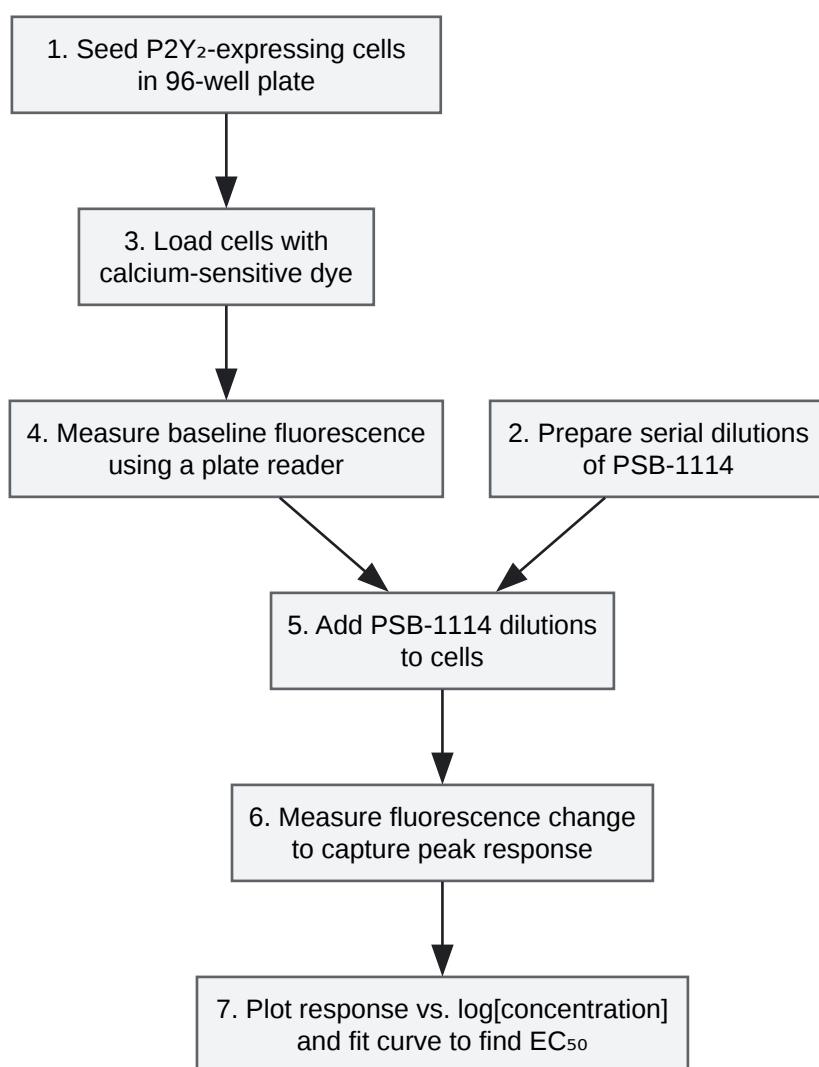 1. Seed P2Y₂-expressing cells
in 96-well plate
3. Load cells with
calcium-sensitive dye
4. Measure baseline fluorescence
using a plate reader
2. Prepare serial dilutions
of PSB-1114
5. Add PSB-1114 dilutions
to cells
6. Measure fluorescence change
to capture peak response
7. Plot response vs. log[concentration]
and fit curve to find EC₅₀